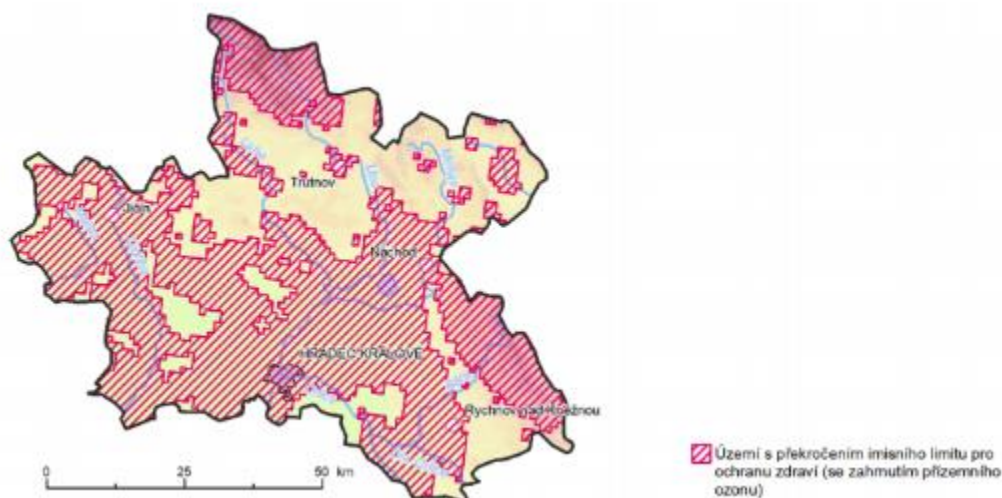 Trutnov
Jičín
Náchod
HRADEC KRÁLOVÉ
Rychnov nad Kněžnou
0 25 50 km
Území s překročením imisního limitu pro
ochranu zdraví (se zahrnutím přízemního
ozonu)